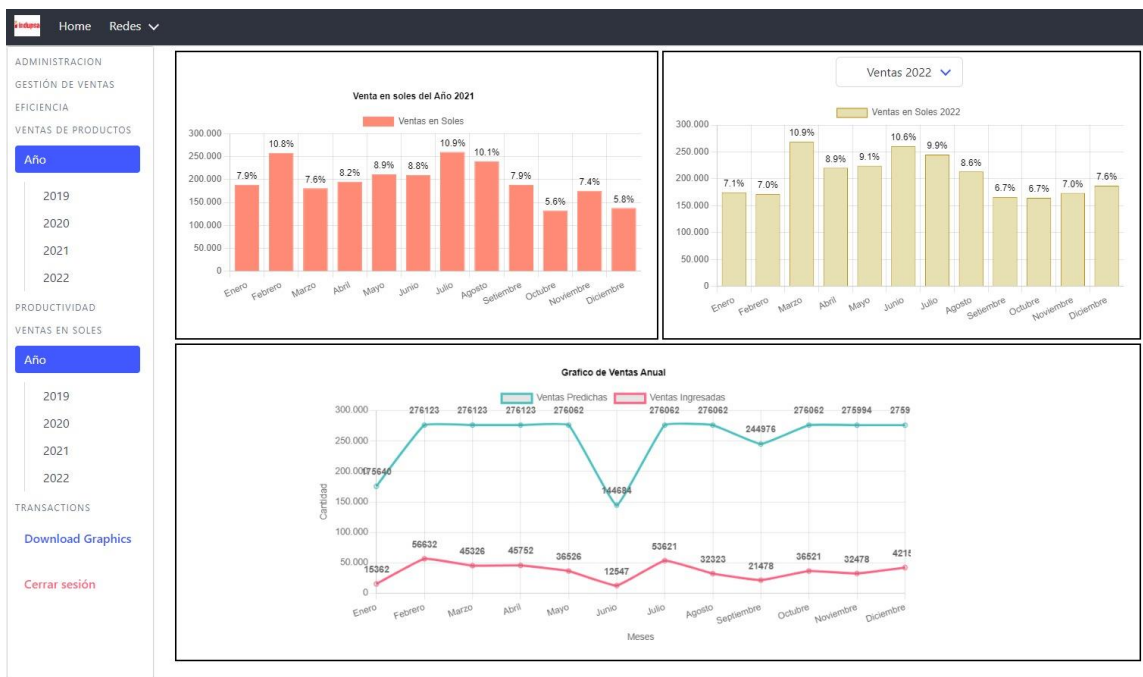 indupesa
Home Redes
ADMINISTRACION
GESTIÓN DE VENTAS
EFICIENCIA
VENTAS DE PRODUCTOS
Año
2019
2020
2021
2022
PRODUCTIVIDAD
VENTAS EN SOLES
Año
2019
2020
2021
2022
TRANSACTIONS
Download Graphics
Cerrar sesión
Venta en soles del Año 2021
Ventas en Soles
300.000
250.000
200.000
150.000
100.000
50.000
0
7.9% 10.8% 7.6% 8.2% 8.9% 8.8% 10.9% 10.1% 7.9% 5.6% 7.4% 5.8%
Enero Febrero Marzo Abril Mayo Junio Julio Agosto Setiembre Octubre Noviembre Diciembre
Ventas 2022
Ventas en Soles 2022
300.000
250.000
200.000
150.000
100.000
50.000
0
7.1% 7.0% 10.9% 8.9% 9.1% 10.6% 9.9% 8.6% 6.7% 6.7% 7.0% 7.6%
Enero Febrero Marzo Abril Mayo Junio Julio Agosto Setiembre Octubre Noviembre Diciembre
Grafico de Ventas Anual
Ventas Predichas Ventas Ingresadas
Cantidad
300.000
250.000
200.000
150.000
100.000
50.000
0
175640 276123 276123 276123 276062 144684 276062 276062 244976 276062 275994 2759
15362 56632 45326 45752 36526 12547 53621 32323 21478 36521 32478 4215
Enero Febrero Marzo Abril Mayo Junio Julio Agosto Septiembre Octubre Noviembre Diciembre
Meses